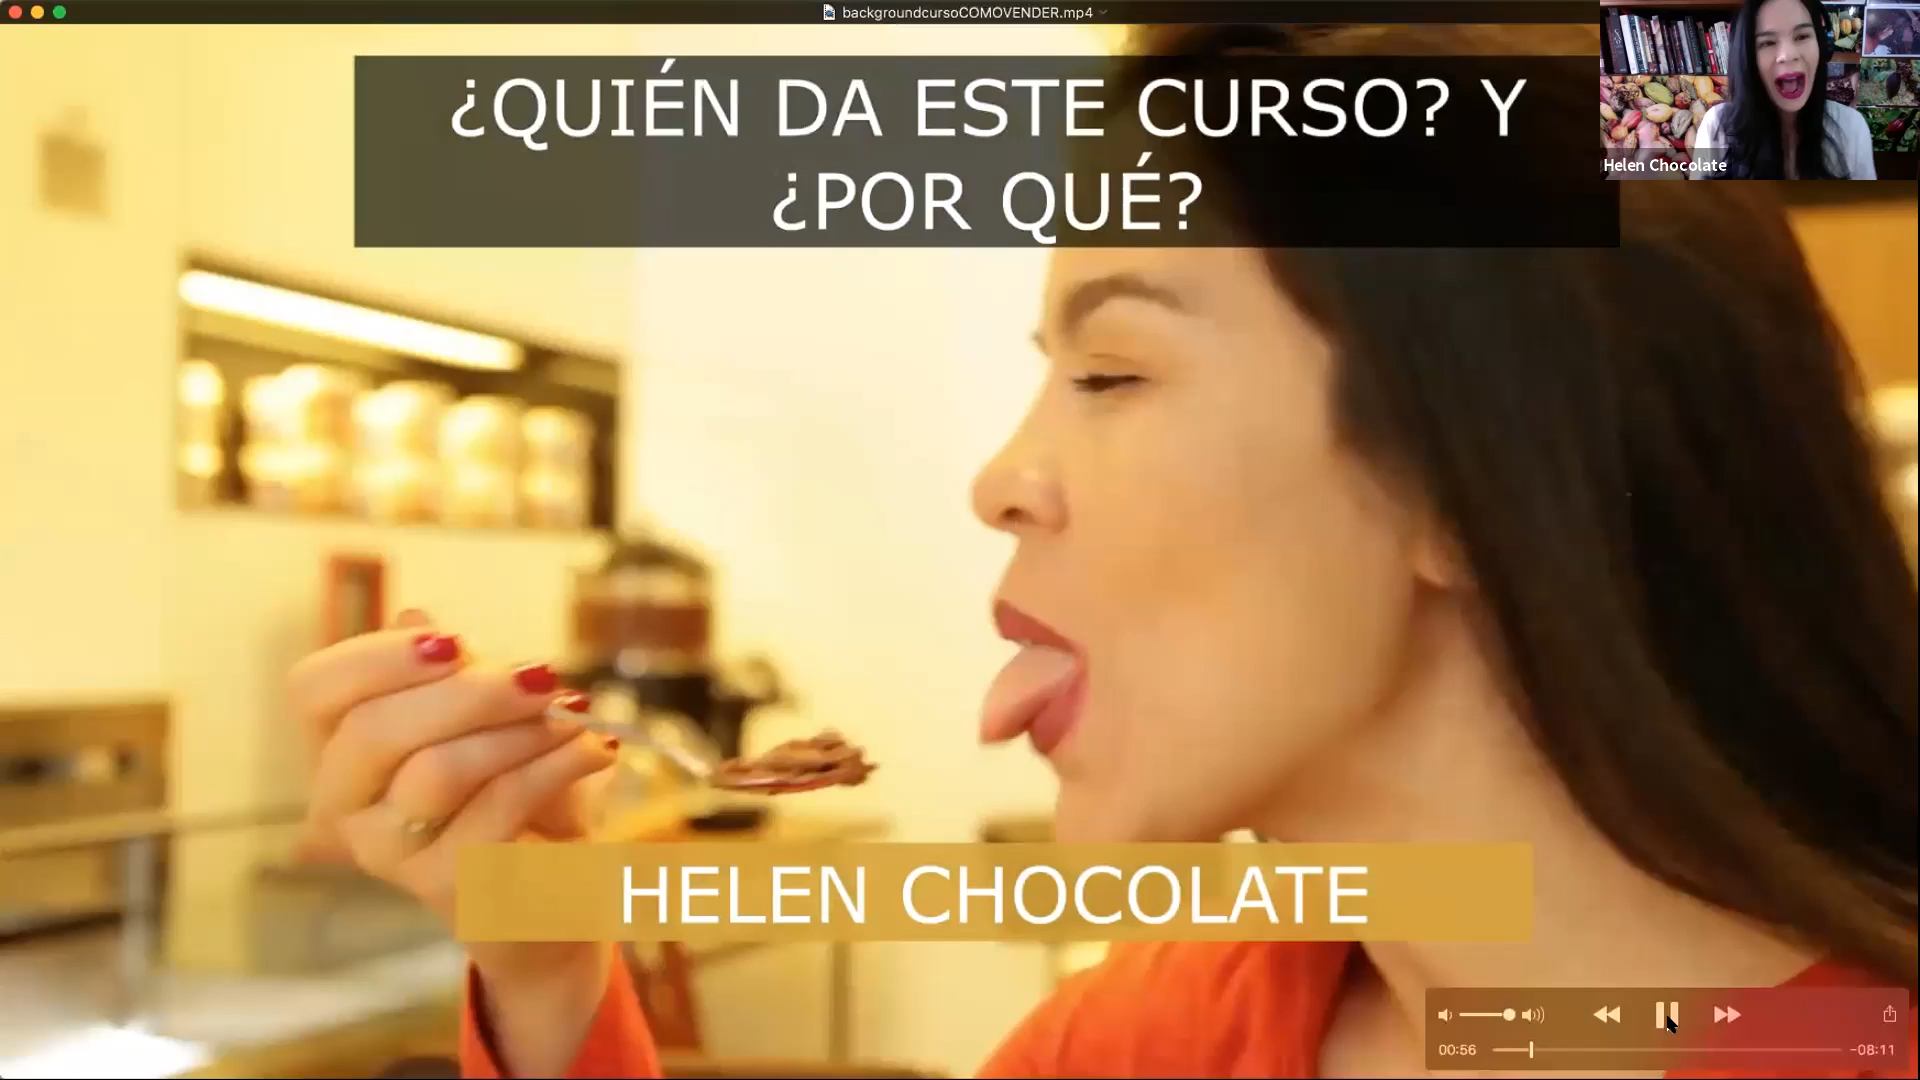 backgroundcursoCOMOVENDER.mp4
¿QUIÉN DA ESTE CURSO? Y
¿POR QUÉ?
Helen Chocolate
HELEN CHOCOLATE
00:56
-08:11